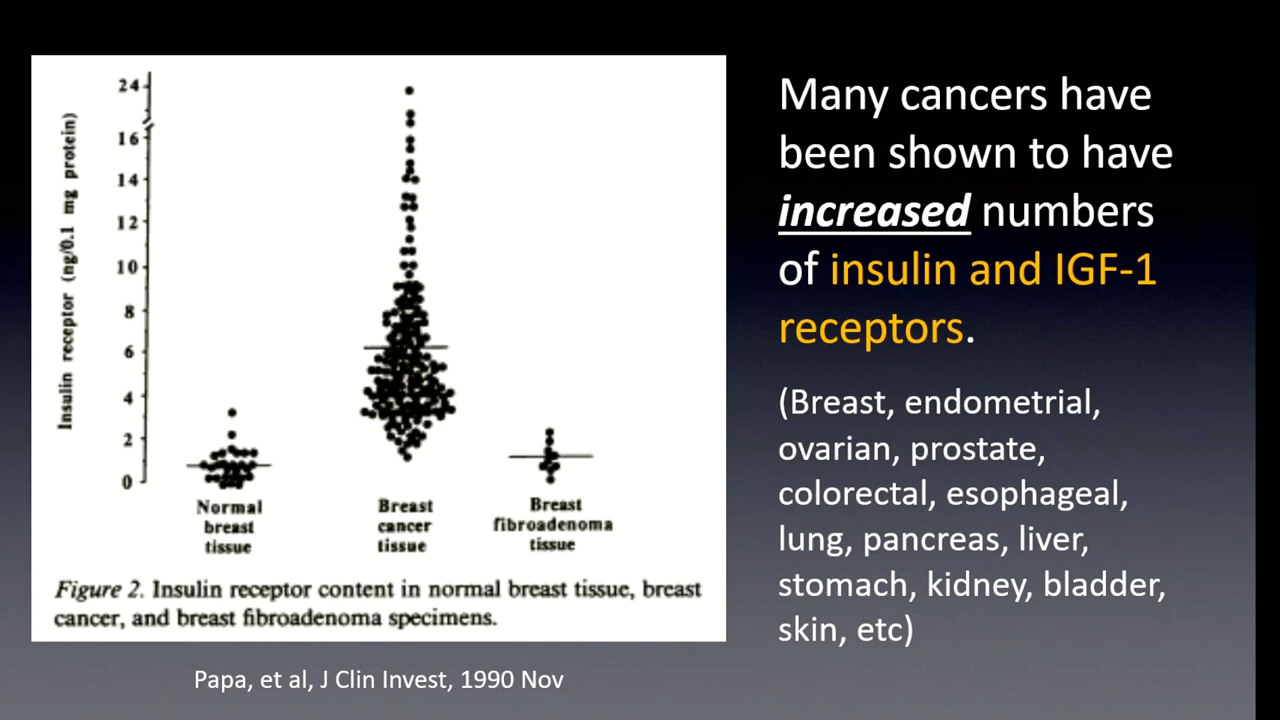 Insulin receptor (ng/0.1 mg protein)
24
16
14
12
10
8
6
4
2
0
Normal
breast
tissue
Breast
cancer
tissue
Breast
fibroadenoma
tissue
Figure 2. Insulin receptor content in normal breast tissue, breast
cancer, and breast fibroadenoma specimens.
Papa, et al, J Clin Invest, 1990 Nov
Many cancers have
been shown to have
increased numbers
of insulin and IGF-1
receptors.
(Breast, endometrial,
ovarian, prostate,
colorectal, esophageal,
lung, pancreas, liver,
stomach, kidney, bladder,
skin, etc)